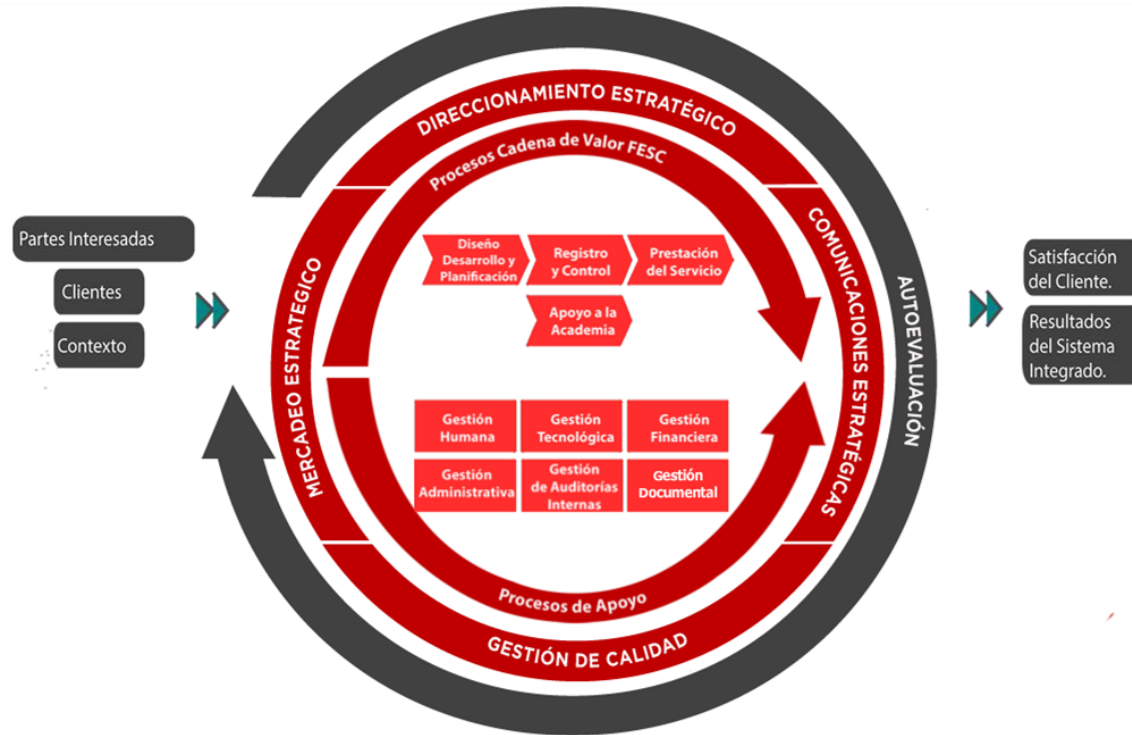 DIRECCIONAMIENTO ESTRATÉGICO
Procesos Cadena de Valor FESC
Partes Interesadas
Clientes
Contexto
MERCADEO ESTRATEGICO
Diseño
Desarrollo y
Planificación
Registro
y Control
Prestación
del Servicio
Apoyo a la
Academia
COMUNICACIONES ESTRATÉGICAS
AUTOEVALUACIÓN
Satisfacción
del Cliente.
Resultados
del Sistema
Integrado.
Gestión
Humana
Gestión
Tecnológica
Gestión
Financiera
Gestión
Administrativa
Gestión
de Auditorías
Internas
Gestión
Documental
Procesos de Apoyo
GESTIÓN DE CALIDAD